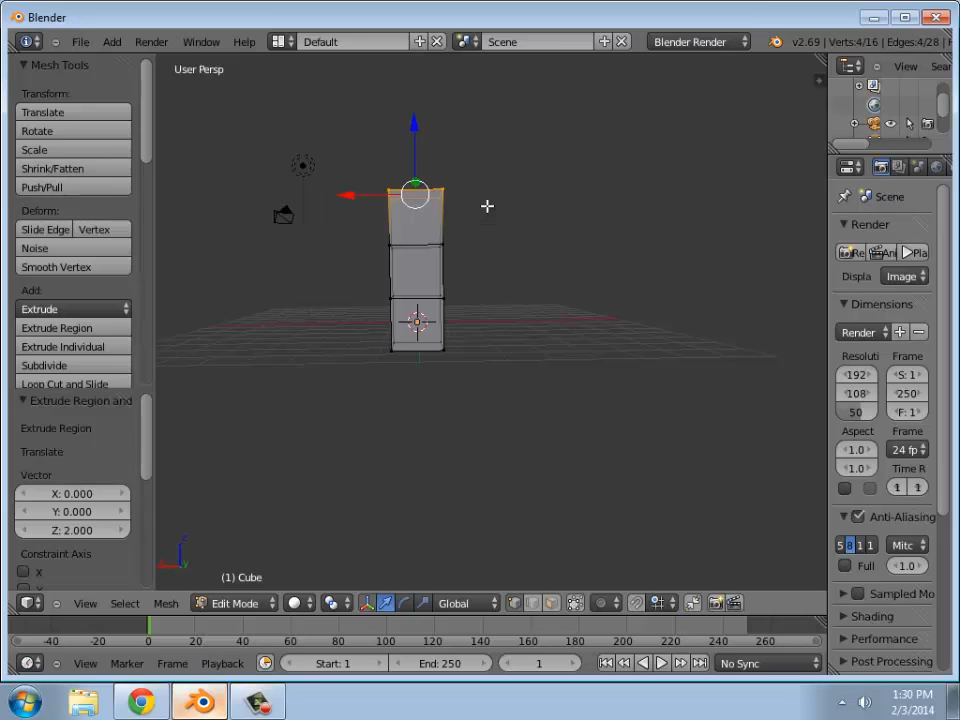 Blender
File Add Render Window Help Default Scene Blender Render v2.69 | Verts:4/16 | Edges:4/28 |
Mesh Tools
User Persp
View
Transform:
Translate
Rotate
Scale
Shrink/Fatten
Push/Pull
Scene
Deform:
Render
Slide Edge Vertex
Noise
Smooth Vertex
Displa Image
Add:
Dimensions
Extrude
Extrude Region
Render
Extrude Individual
Resoluti Frame
Subdivide
192 S: 1
Loop Cut and Slide
108 250
Extrude Region and
50 F: 1
Extrude Region
Aspect Frame
Translate
1.0 24 fp
1.0 Time R
Vector
X: 0.000
1 1
Y: 0.000
Z: 2.000
Anti-Aliasing
Constraint Axis
5 8 1 1 Mitc
X
Full 1.0
z
y
(1) Cube
Sampled Mo
View Select Mesh Edit Mode Global
Shading
-40 -20 0 20 40 60 80 100 120 140 160 180 200 220 240 260
Performance
View Marker Frame Playback Start: 1 End: 250 1 No Sync
Post Processing
1:30 PM
2/3/2014